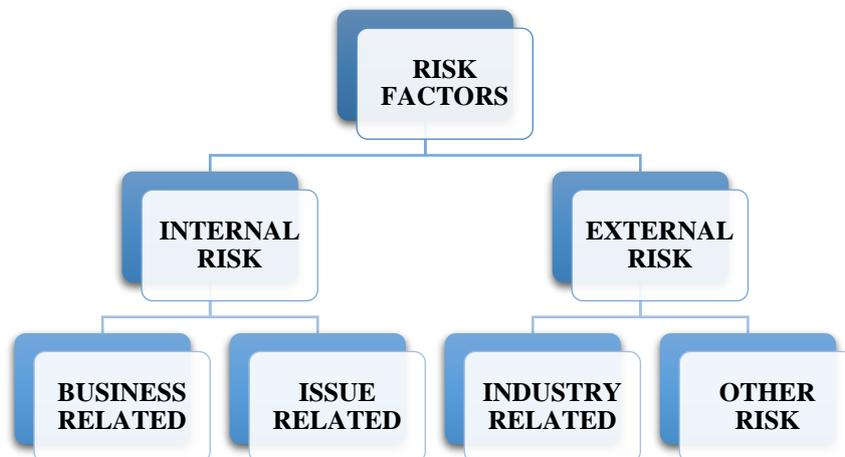 RISK
FACTORS
INTERNAL
RISK
EXTERNAL
RISK
BUSINESS
RELATED
ISSUE
RELATED
INDUSTRY
RELATED
OTHER
RISK